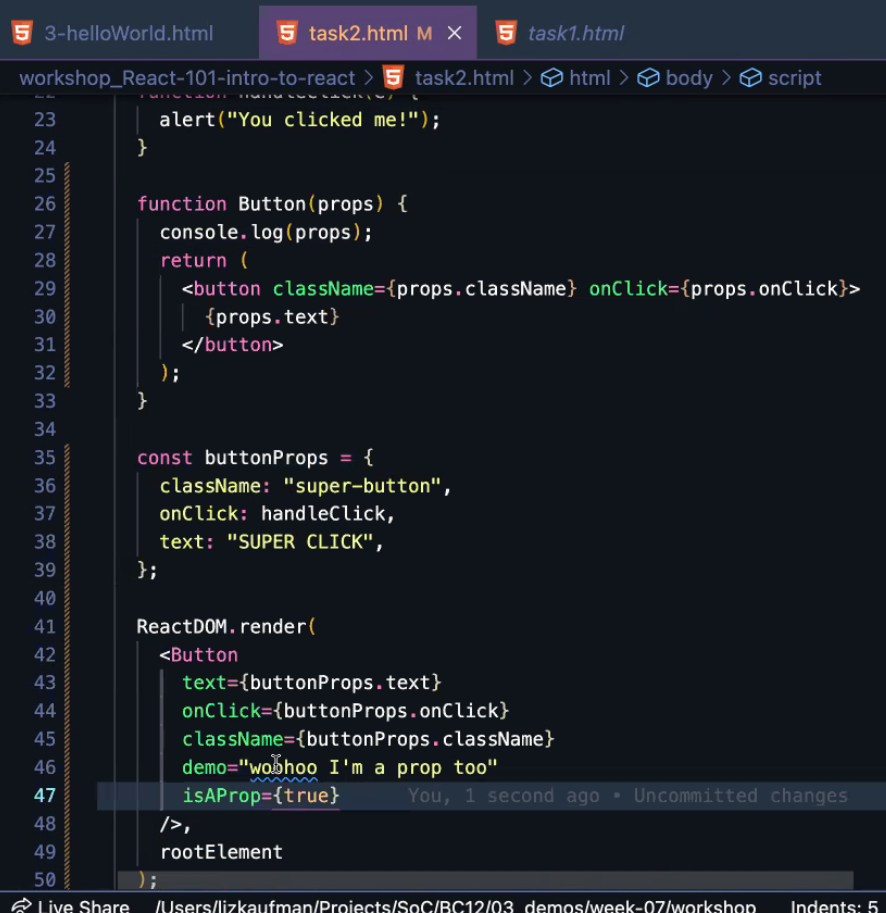 3-helloWorld.html
task2.html M
task1.html
workshop_React-101-intro-to-react > task2.html > html > body > script
22 function handleClick(e) {
23 alert("You clicked me!");
24 }
25
26 function Button(props) {
27 console.log(props);
28 return (
29 <button className={props.className} onClick={props.onClick}>
30 {props.text}
31 </button>
32 );
33 }
34
35 const buttonProps = {
36 className: "super-button",
37 onClick: handleClick,
38 text: "SUPER CLICK",
39 };
40
41 ReactDOM.render(
42 <Button
43 text={buttonProps.text}
44 onClick={buttonProps.onClick}
45 className={buttonProps.className}
46 demo="woohoo I'm a prop too"
47 isAProp={true} You, 1 second ago • Uncommitted changes
48 />,
49 rootElement
50 );
Live Share /Users/lizkaufman/Projects/SoC/BC12/03_demos/week-07/workshop Indents: 5